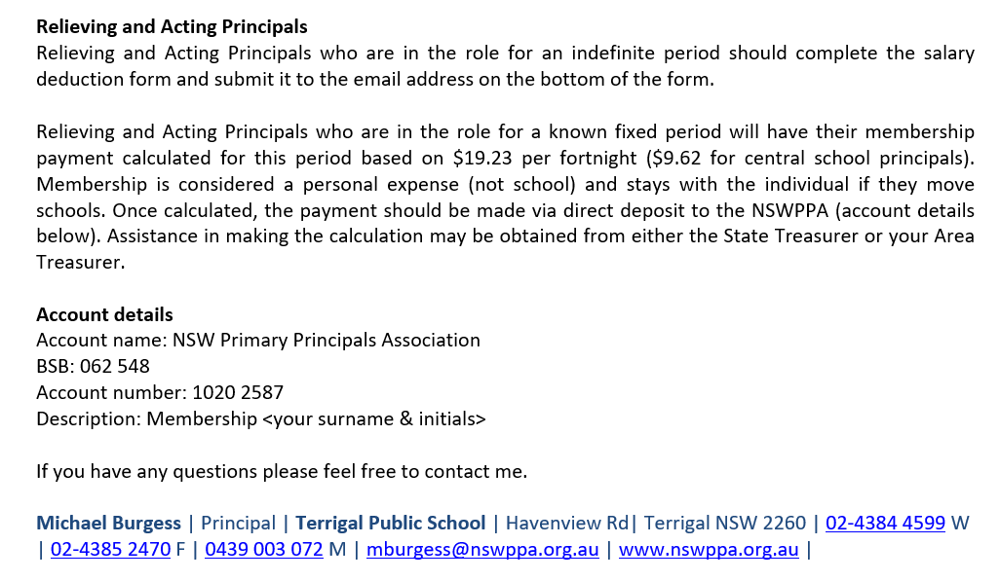 Relieving and Acting Principals
Relieving and Acting Principals who are in the role for an indefinite period should complete the salary
deduction form and submit it to the email address on the bottom of the form.
Relieving and Acting Principals who are in the role for a known fixed period will have their membership
payment calculated for this period based on $19.23 per fortnight ($9.62 for central school principals).
Membership is considered a personal expense (not school) and stays with the individual if they move
schools. Once calculated, the payment should be made via direct deposit to the NSWPPA (account details
below). Assistance in making the calculation may be obtained from either the State Treasurer or your Area
Treasurer.
Account details
Account name: NSW Primary Principals Association
BSB: 062 548
Account number: 1020 2587
Description: Membership <your surname & initials>
If you have any questions please feel free to contact me.
Michael Burgess | Principal | Terrigal Public School | Havenview Rd| Terrigal NSW 2260 | 02-4384 4599 W
| 02-4385 2470 F | 0439 003 072 M | mburgess@nswppa.org.au | www.nswppa.org.au |